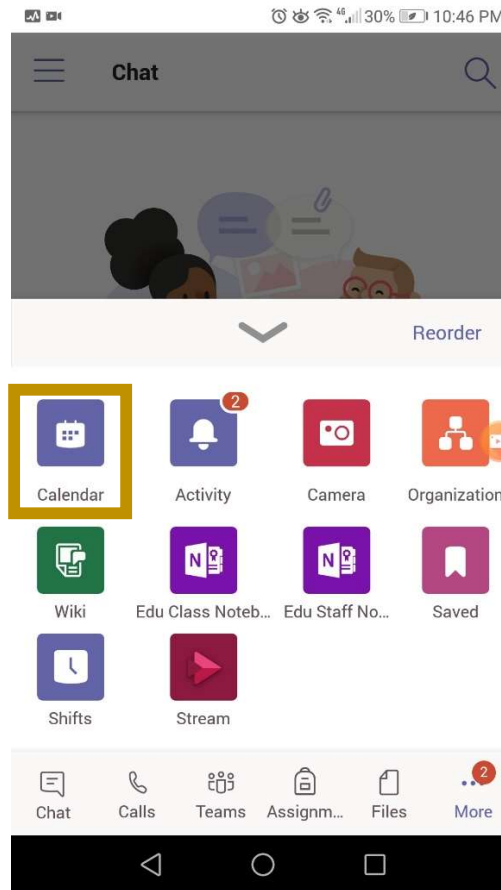 4G 30% 10:46 PM
Chat
Reorder
2
Calendar Activity Camera Organization
N N
Wiki Edu Class Noteb... Edu Staff No... Saved
Shifts Stream
2
Chat Calls Teams Assignm... Files More